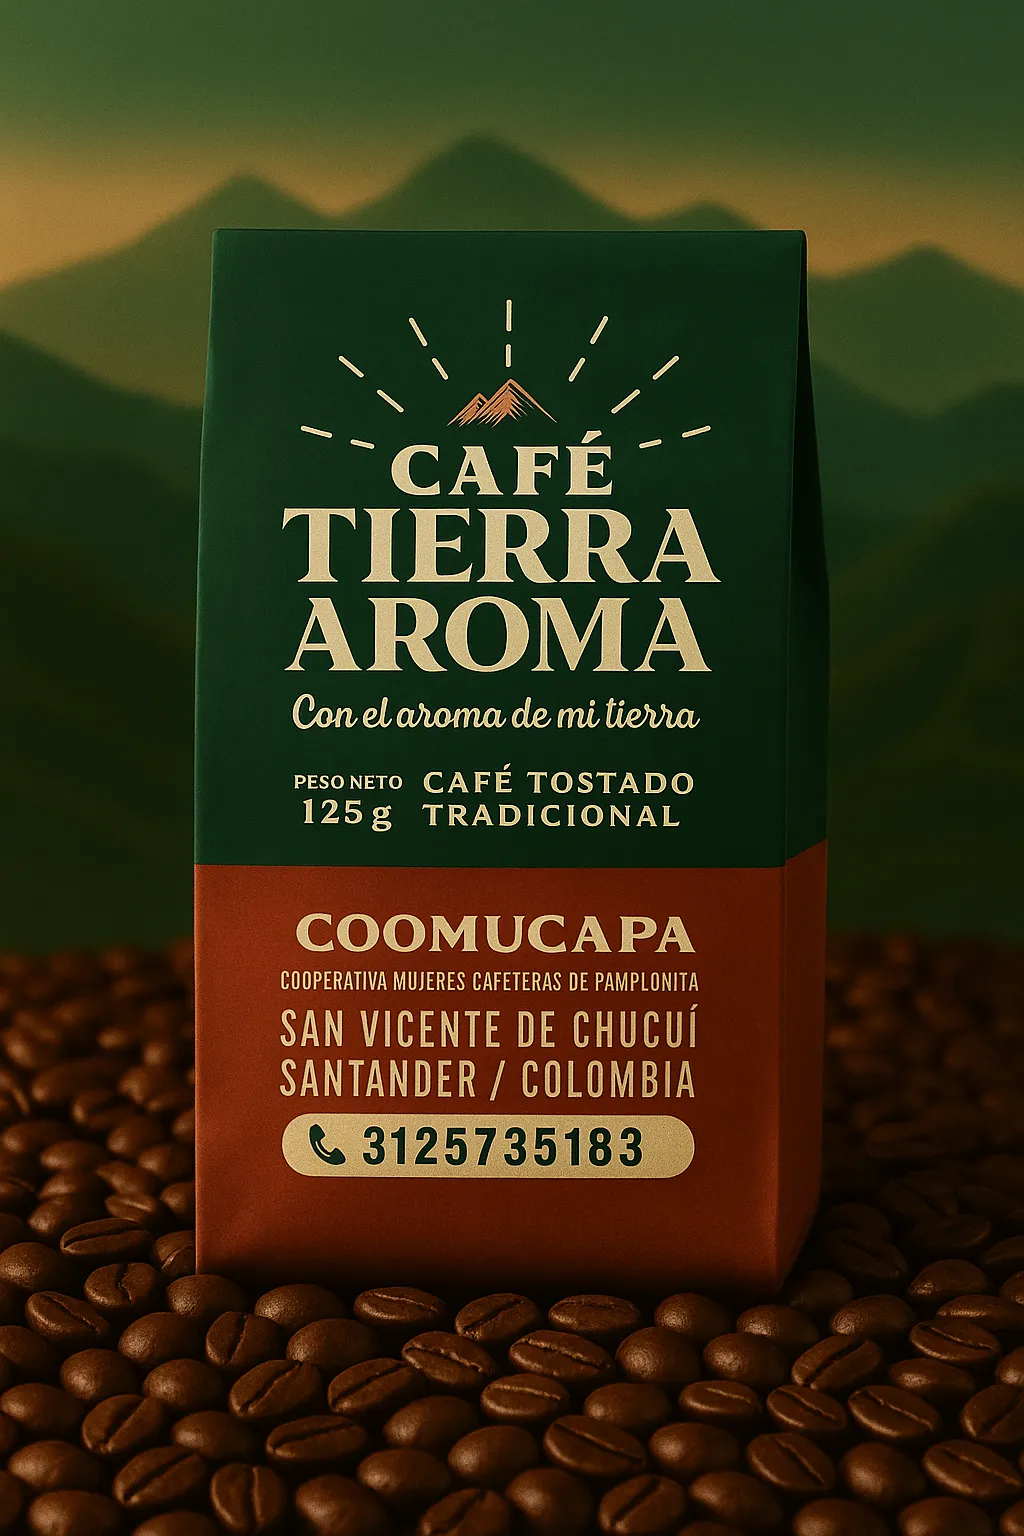 CAFÉ
TIERRA
AROMA
Con el aroma de mi tierra
PESO NETO
125 g
CAFÉ TOSTADO
TRADICIONAL
COOMUCAPA
COOPERATIVA MUJERES CAFETERAS DE PAMPLONITA
SAN VICENTE DE CHUCUÍ
SANTANDER / COLOMBIA
3125735183